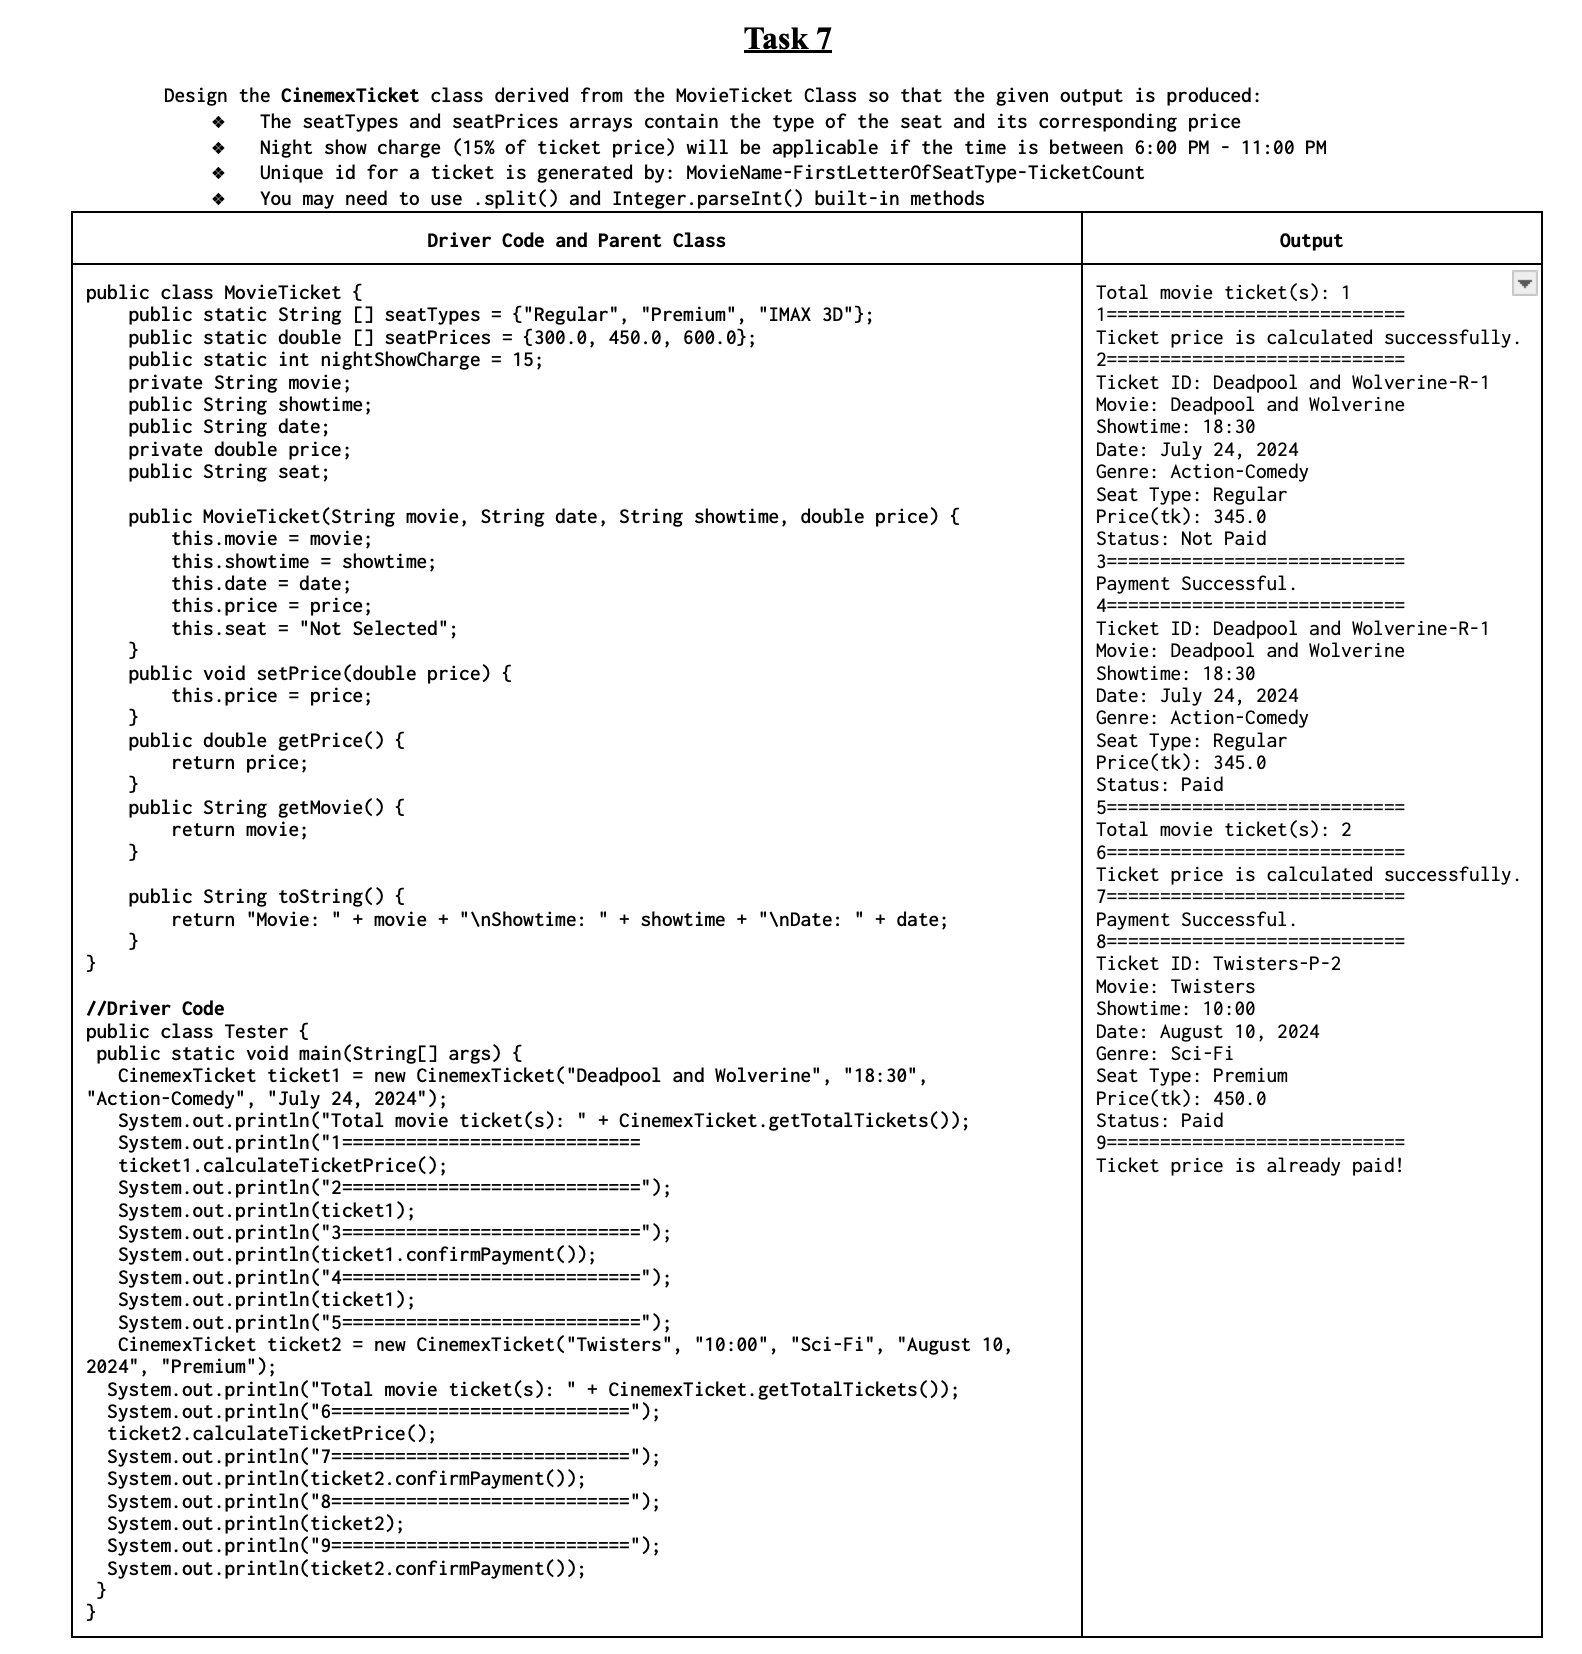 Task 7
Design the CinemexTicket class derived from the MovieTicket Class so that the given output is produced:
❖ The seatTypes and seatPrices arrays contain the type of the seat and its corresponding price
❖ Night show charge (15% of ticket price) will be applicable if the time is between 6:00 PM - 11:00 PM
❖ Unique id for a ticket is generated by: MovieName-FirstLetterOfSeatType-TicketCount
❖ You may need to use .split() and Integer.parseInt() built-in methods
Driver Code and Parent Class
public class MovieTicket {
    public static String [] seatTypes = {"Regular", "Premium", "IMAX 3D"};
    public static double [] seatPrices = {300.0, 450.0, 600.0};
    public static int nightShowCharge = 15;
    private String movie;
    public String showtime;
    public String date;
    private double price;
    public String seat;
    public MovieTicket(String movie, String date, String showtime, double price) {
        this.movie = movie;
        this.showtime = showtime;
        this.date = date;
        this.price = price;
        this.seat = "Not Selected";
    }
    public void setPrice(double price) {
        this.price = price;
    }
    public double getPrice() {
        return price;
    }
    public String getMovie() {
        return movie;
    }
    public String toString() {
        return "Movie: " + movie + "\nShowtime: " + showtime + "\nDate: " + date;
    }
}
//Driver Code
public class Tester {
 public static void main(String[] args) {
   CinemexTicket ticket1 = new CinemexTicket("Deadpool and Wolverine", "18:30",
"Action-Comedy", "July 24, 2024");
   System.out.println("Total movie ticket(s): " + CinemexTicket.getTotalTickets());
   System.out.println("1============================
   ticket1.calculateTicketPrice();
   System.out.println("2============================");
   System.out.println(ticket1);
   System.out.println("3============================");
   System.out.println(ticket1.confirmPayment());
   System.out.println("4============================");
   System.out.println(ticket1);
   System.out.println("5============================");
   CinemexTicket ticket2 = new CinemexTicket("Twisters", "10:00", "Sci-Fi", "August 10,
2024", "Premium");
  System.out.println("Total movie ticket(s): " + CinemexTicket.getTotalTickets());
  System.out.println("6============================");
  ticket2.calculateTicketPrice();
  System.out.println("7============================");
  System.out.println(ticket2.confirmPayment());
  System.out.println("8============================");
  System.out.println(ticket2);
  System.out.println("9============================");
  System.out.println(ticket2.confirmPayment());
 }
}
Output
Total movie ticket(s): 1
1============================
Ticket price is calculated successfully.
2============================
Ticket ID: Deadpool and Wolverine-R-1
Movie: Deadpool and Wolverine
Showtime: 18:30
Date: July 24, 2024
Genre: Action-Comedy
Seat Type: Regular
Price(tk): 345.0
Status: Not Paid
3============================
Payment Successful.
4============================
Ticket ID: Deadpool and Wolverine-R-1
Movie: Deadpool and Wolverine
Showtime: 18:30
Date: July 24, 2024
Genre: Action-Comedy
Seat Type: Regular
Price(tk): 345.0
Status: Paid
5============================
Total movie ticket(s): 2
6============================
Ticket price is calculated successfully.
7============================
Payment Successful.
8============================
Ticket ID: Twisters-P-2
Movie: Twisters
Showtime: 10:00
Date: August 10, 2024
Genre: Sci-Fi
Seat Type: Premium
Price(tk): 450.0
Status: Paid
9============================
Ticket price is already paid!